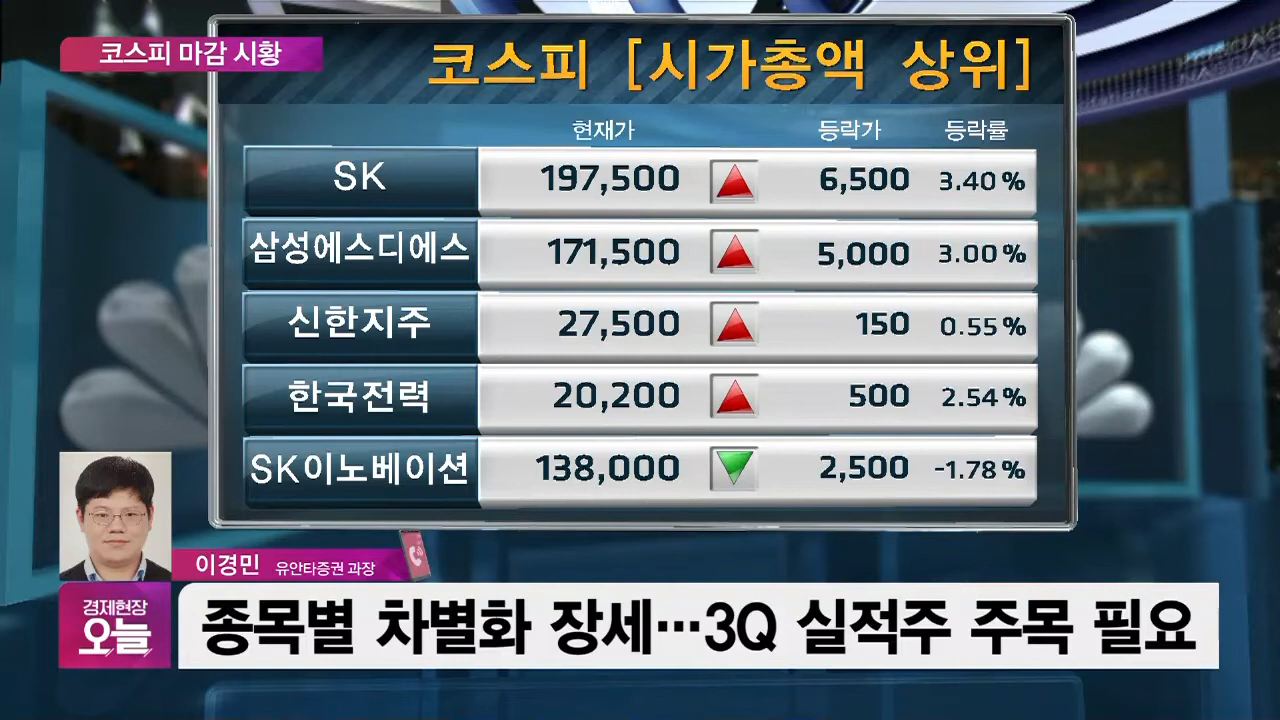 코스피 마감 시황
코스피 [시가총액 상위]
현재가 등락가 등락률
SK 197,500 ▲ 6,500 3.40 %
삼성에스디에스 171,500 ▲ 5,000 3.00 %
신한지주 27,500 ▲ 150 0.55 %
한국전력 20,200 ▲ 500 2.54 %
SK이노베이션 138,000 ▼ 2,500 -1.78 %
이경민 유안타증권 과장
경제현장
오늘
종목별 차별화 장세…3Q 실적주 주목 필요